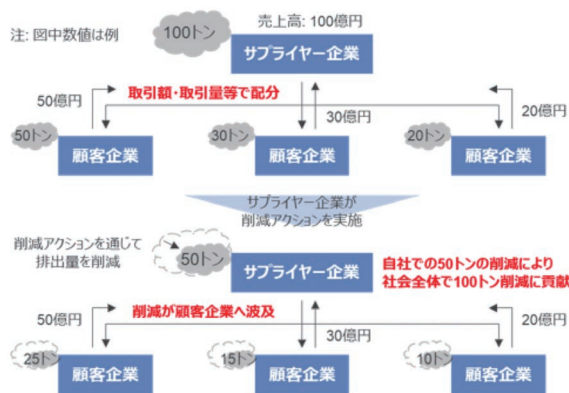 注: 図中数値は例
売上高: 100億円
100トン
サプライヤー企業
50億円
取引額・取引量等で配分
30億円
20億円
50トン
顧客企業
30トン
顧客企業
20トン
顧客企業
サプライヤー企業が
削減アクションを実施
削減アクションを通じて
排出量を削減
50トン
サプライヤー企業
自社での50トンの削減により
社会全体で100トン削減に貢献
50億円
削減が顧客企業へ波及
30億円
20億円
25トン
顧客企業
15トン
顧客企業
10トン
顧客企業